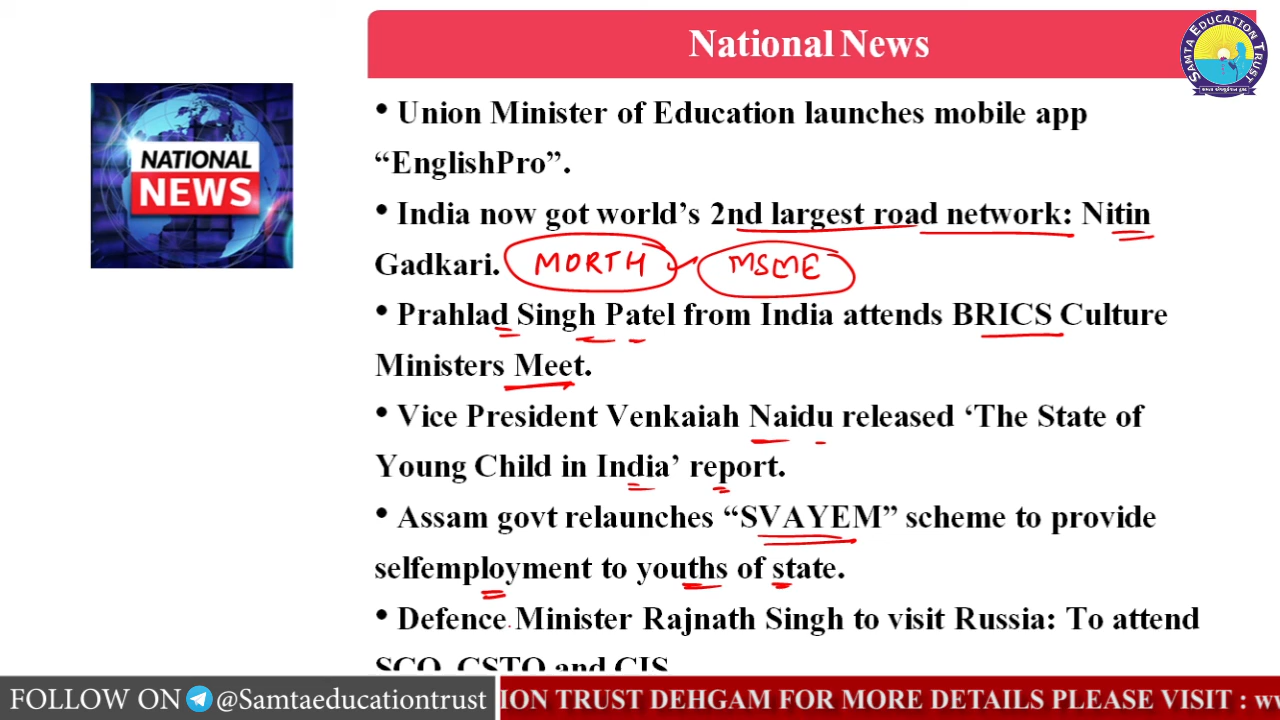 National News
SAMTA EDUCATION TRUST
NATIONAL
NEWS
• Union Minister of Education launches mobile app
“EnglishPro”.
• India now got world’s 2nd largest road network: Nitin
Gadkari. MORTH MSME
• Prahlad Singh Patel from India attends BRICS Culture
Ministers Meet.
• Vice President Venkaiah Naidu released ‘The State of
Young Child in India’ report.
• Assam govt relaunches “SVAYEM” scheme to provide
selfemployment to youths of state.
• Defence Minister Rajnath Singh to visit Russia: To attend
SCO, CSTO and CIS
FOLLOW ON @Samtaeducationtrust
ION TRUST DEHGAM FOR MORE DETAILS PLEASE VISIT : ww